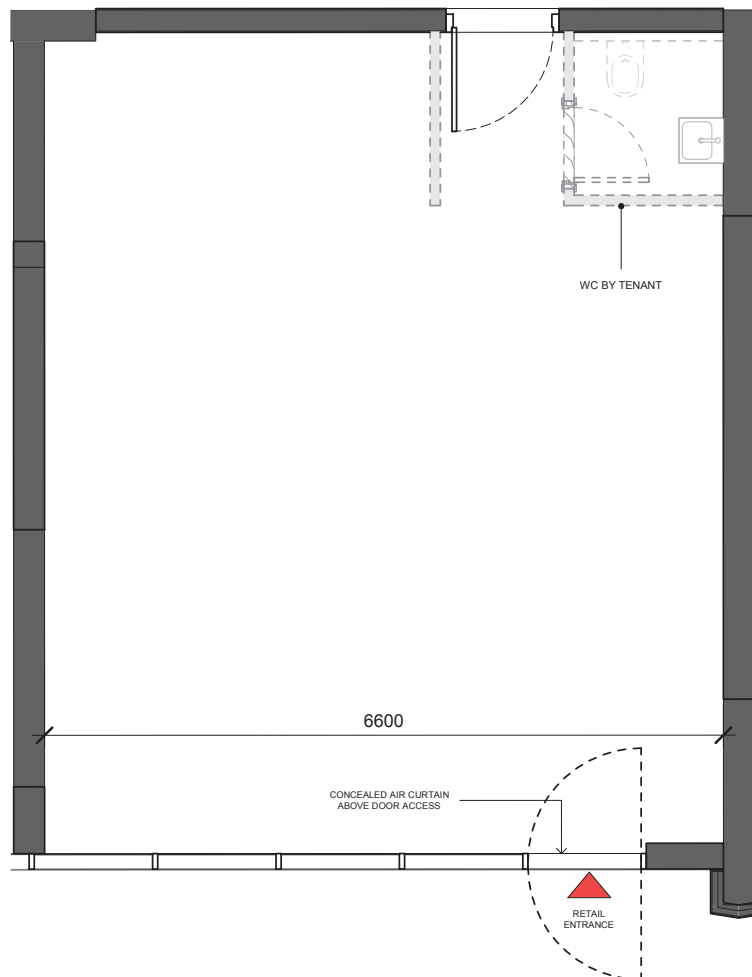 WC BY TENANT
6600
CONCEALED AIR CURTAIN
ABOVE DOOR ACCESS
RETAIL
ENTRANCE